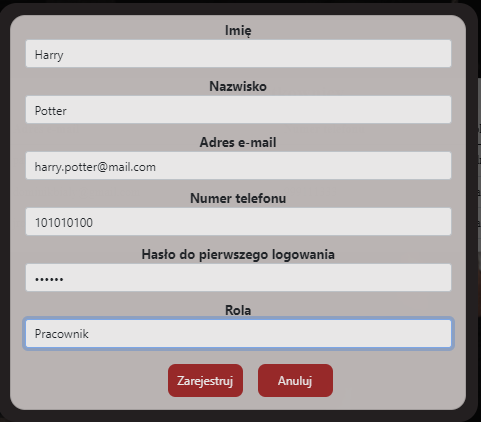 Imię
Harry
Nazwisko
Potter
Adres e-mail
harry.potter@mail.com
Numer telefonu
101010100
Hasło do pierwszego logowania
••••••
Rola
Pracownik
Zarejestruj Anuluj